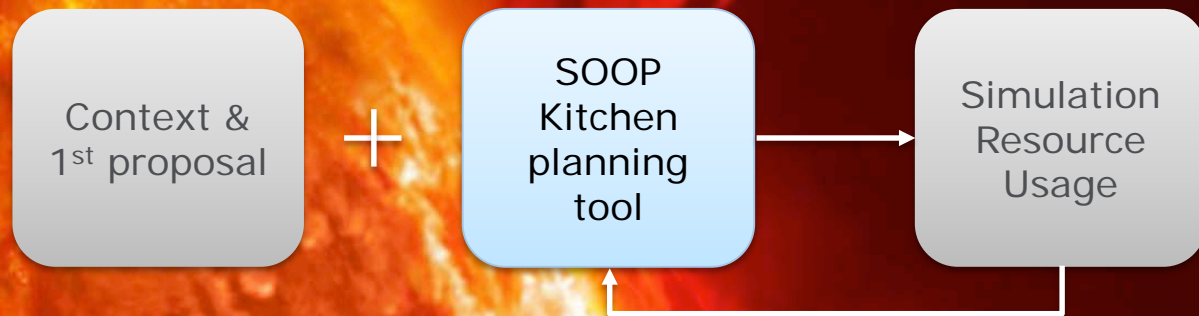 Context &
1st proposal
+
SOOP
Kitchen
planning
tool
Simulation
Resource
Usage